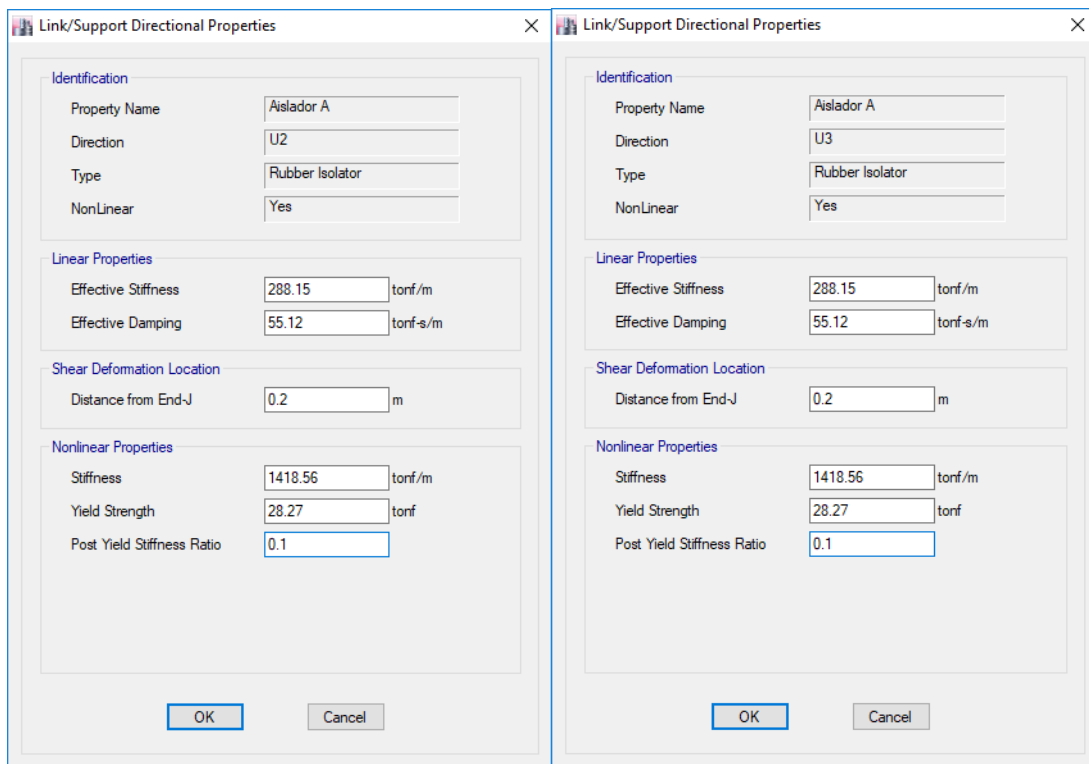 Link/Support Directional Properties
Identification
Property Name Aislador A
Direction U2
Type Rubber Isolator
NonLinear Yes
Linear Properties
Effective Stiffness 288.15 tonf/m
Effective Damping 55.12 tonf-s/m
Shear Deformation Location
Distance from End-J 0.2 m
Nonlinear Properties
Stiffness 1418.56 tonf/m
Yield Strength 28.27 tonf
Post Yield Stiffness Ratio 0.1
OK Cancel
Link/Support Directional Properties
Identification
Property Name Aislador A
Direction U3
Type Rubber Isolator
NonLinear Yes
Linear Properties
Effective Stiffness 288.15 tonf/m
Effective Damping 55.12 tonf-s/m
Shear Deformation Location
Distance from End-J 0.2 m
Nonlinear Properties
Stiffness 1418.56 tonf/m
Yield Strength 28.27 tonf
Post Yield Stiffness Ratio 0.1
OK Cancel